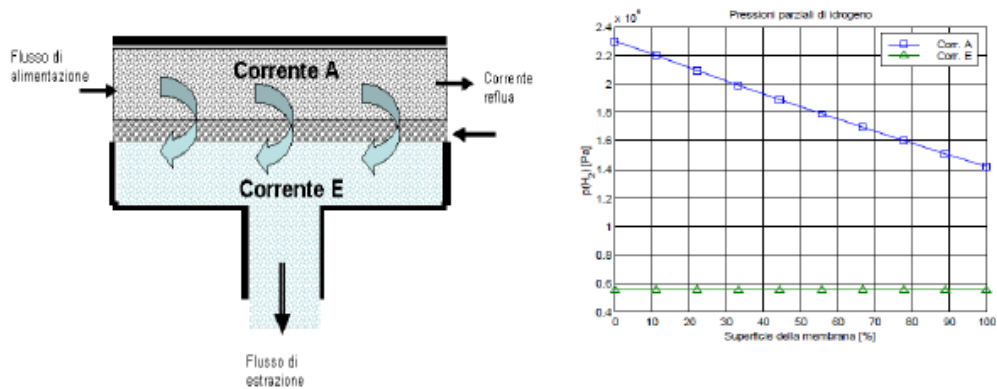 Flusso di
alimentazione
Corrente A
Corrente
reflua
Corrente E
Flusso di
estrazione
Pressioni parziali di idrogeno
Corr. A
Corr. E
p(H2) [Pa]
2.4
2.2
2
1.8
1.6
1.4
1.2
1
0.8
0.6
0.4
0 10 20 30 40 50 60 70 80 90 100
Superficie della membrana [%]